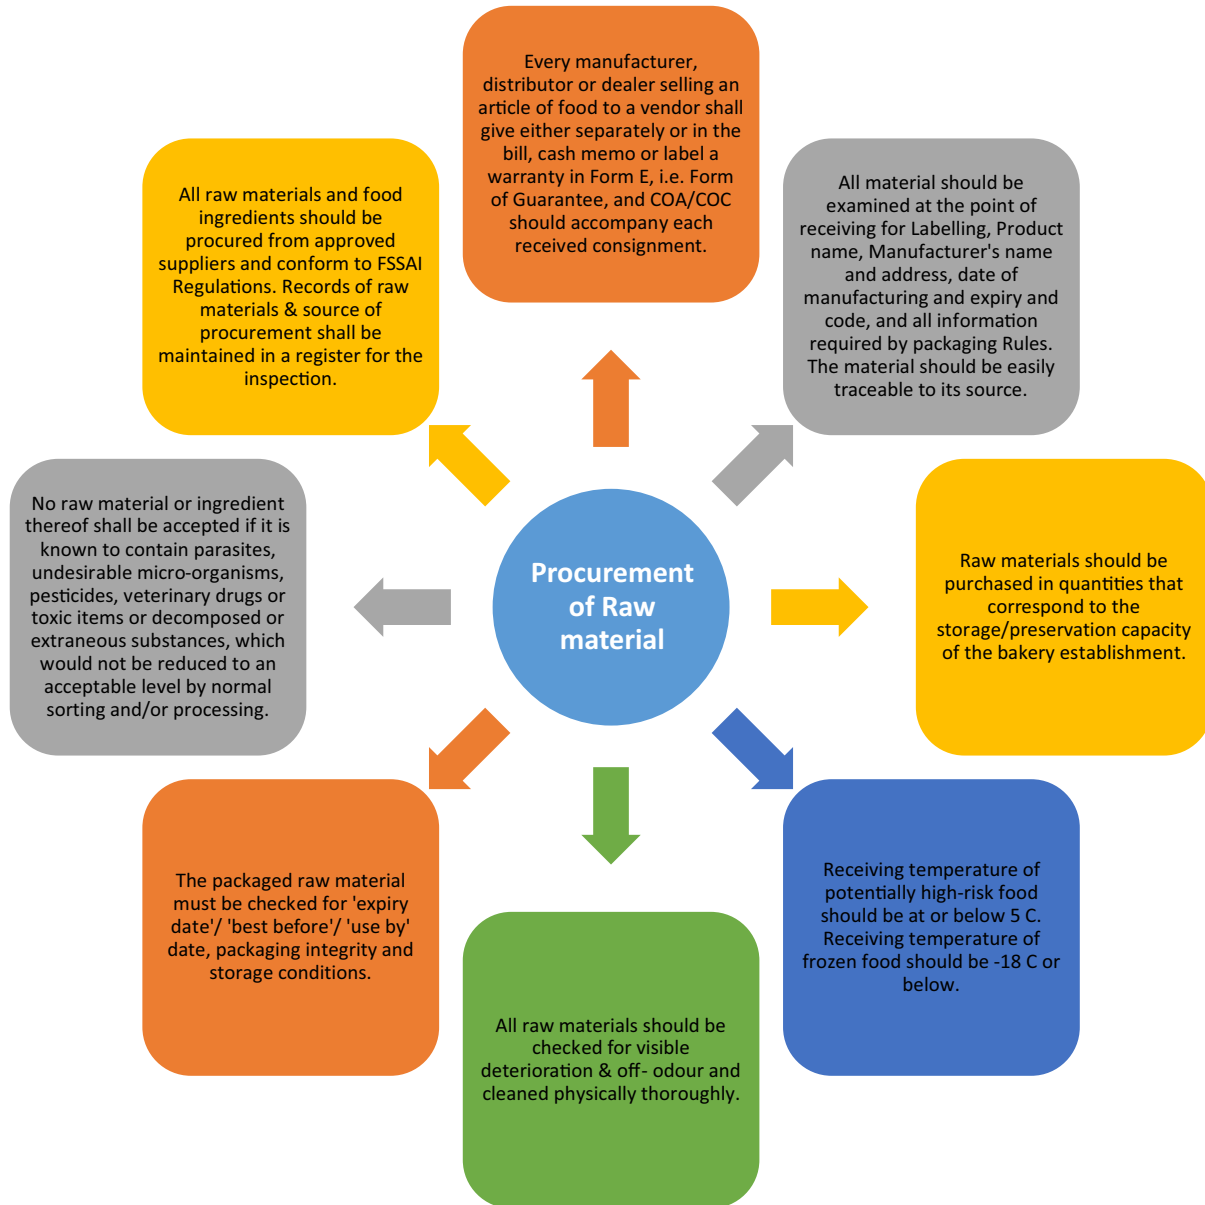 Every manufacturer,
distributor or dealer selling an
article of food to a vendor shall
give either separately or in the
bill, cash memo or label a
warranty in Form E, i.e. Form
of Guarantee, and COA/COC
should accompany each
received consignment.
All material should be
examined at the point of
receiving for Labelling, Product
name, Manufacturer's name
and address, date of
manufacturing and expiry and
code, and all information
required by packaging Rules.
The material should be easily
traceable to its source.
Raw materials should be
purchased in quantities that
correspond to the
storage/preservation capacity
of the bakery establishment.
Receiving temperature of
potentially high-risk food
should be at or below 5 C.
Receiving temperature of
frozen food should be -18 C or
below.
All raw materials should be
checked for visible
deterioration & off- odour and
cleaned physically thoroughly.
The packaged raw material
must be checked for 'expiry
date'/ 'best before'/ 'use by'
date, packaging integrity and
storage conditions.
No raw material or ingredient
thereof shall be accepted if it is
known to contain parasites,
undesirable micro-organisms,
pesticides, veterinary drugs or
toxic items or decomposed or
extraneous substances, which
would not be reduced to an
acceptable level by normal
sorting and/or processing.
All raw materials and food
ingredients should be
procured from approved
suppliers and conform to FSSAI
Regulations. Records of raw
materials & source of
procurement shall be
maintained in a register for the
inspection.
Procurement
of Raw
material